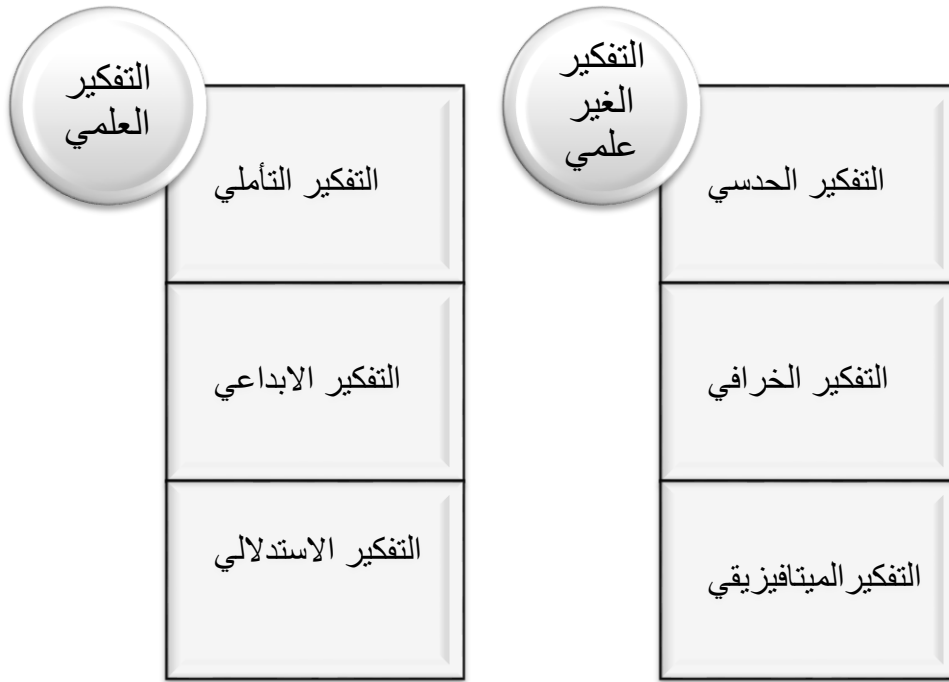 التفكير
الغير
علمي
التفكير الحدسي
التفكير الخرافي
التفكير الميتافيزيقي
التفكير
العلمي
التفكير التأملي
التفكير الابداعي
التفكير الاستدلالي